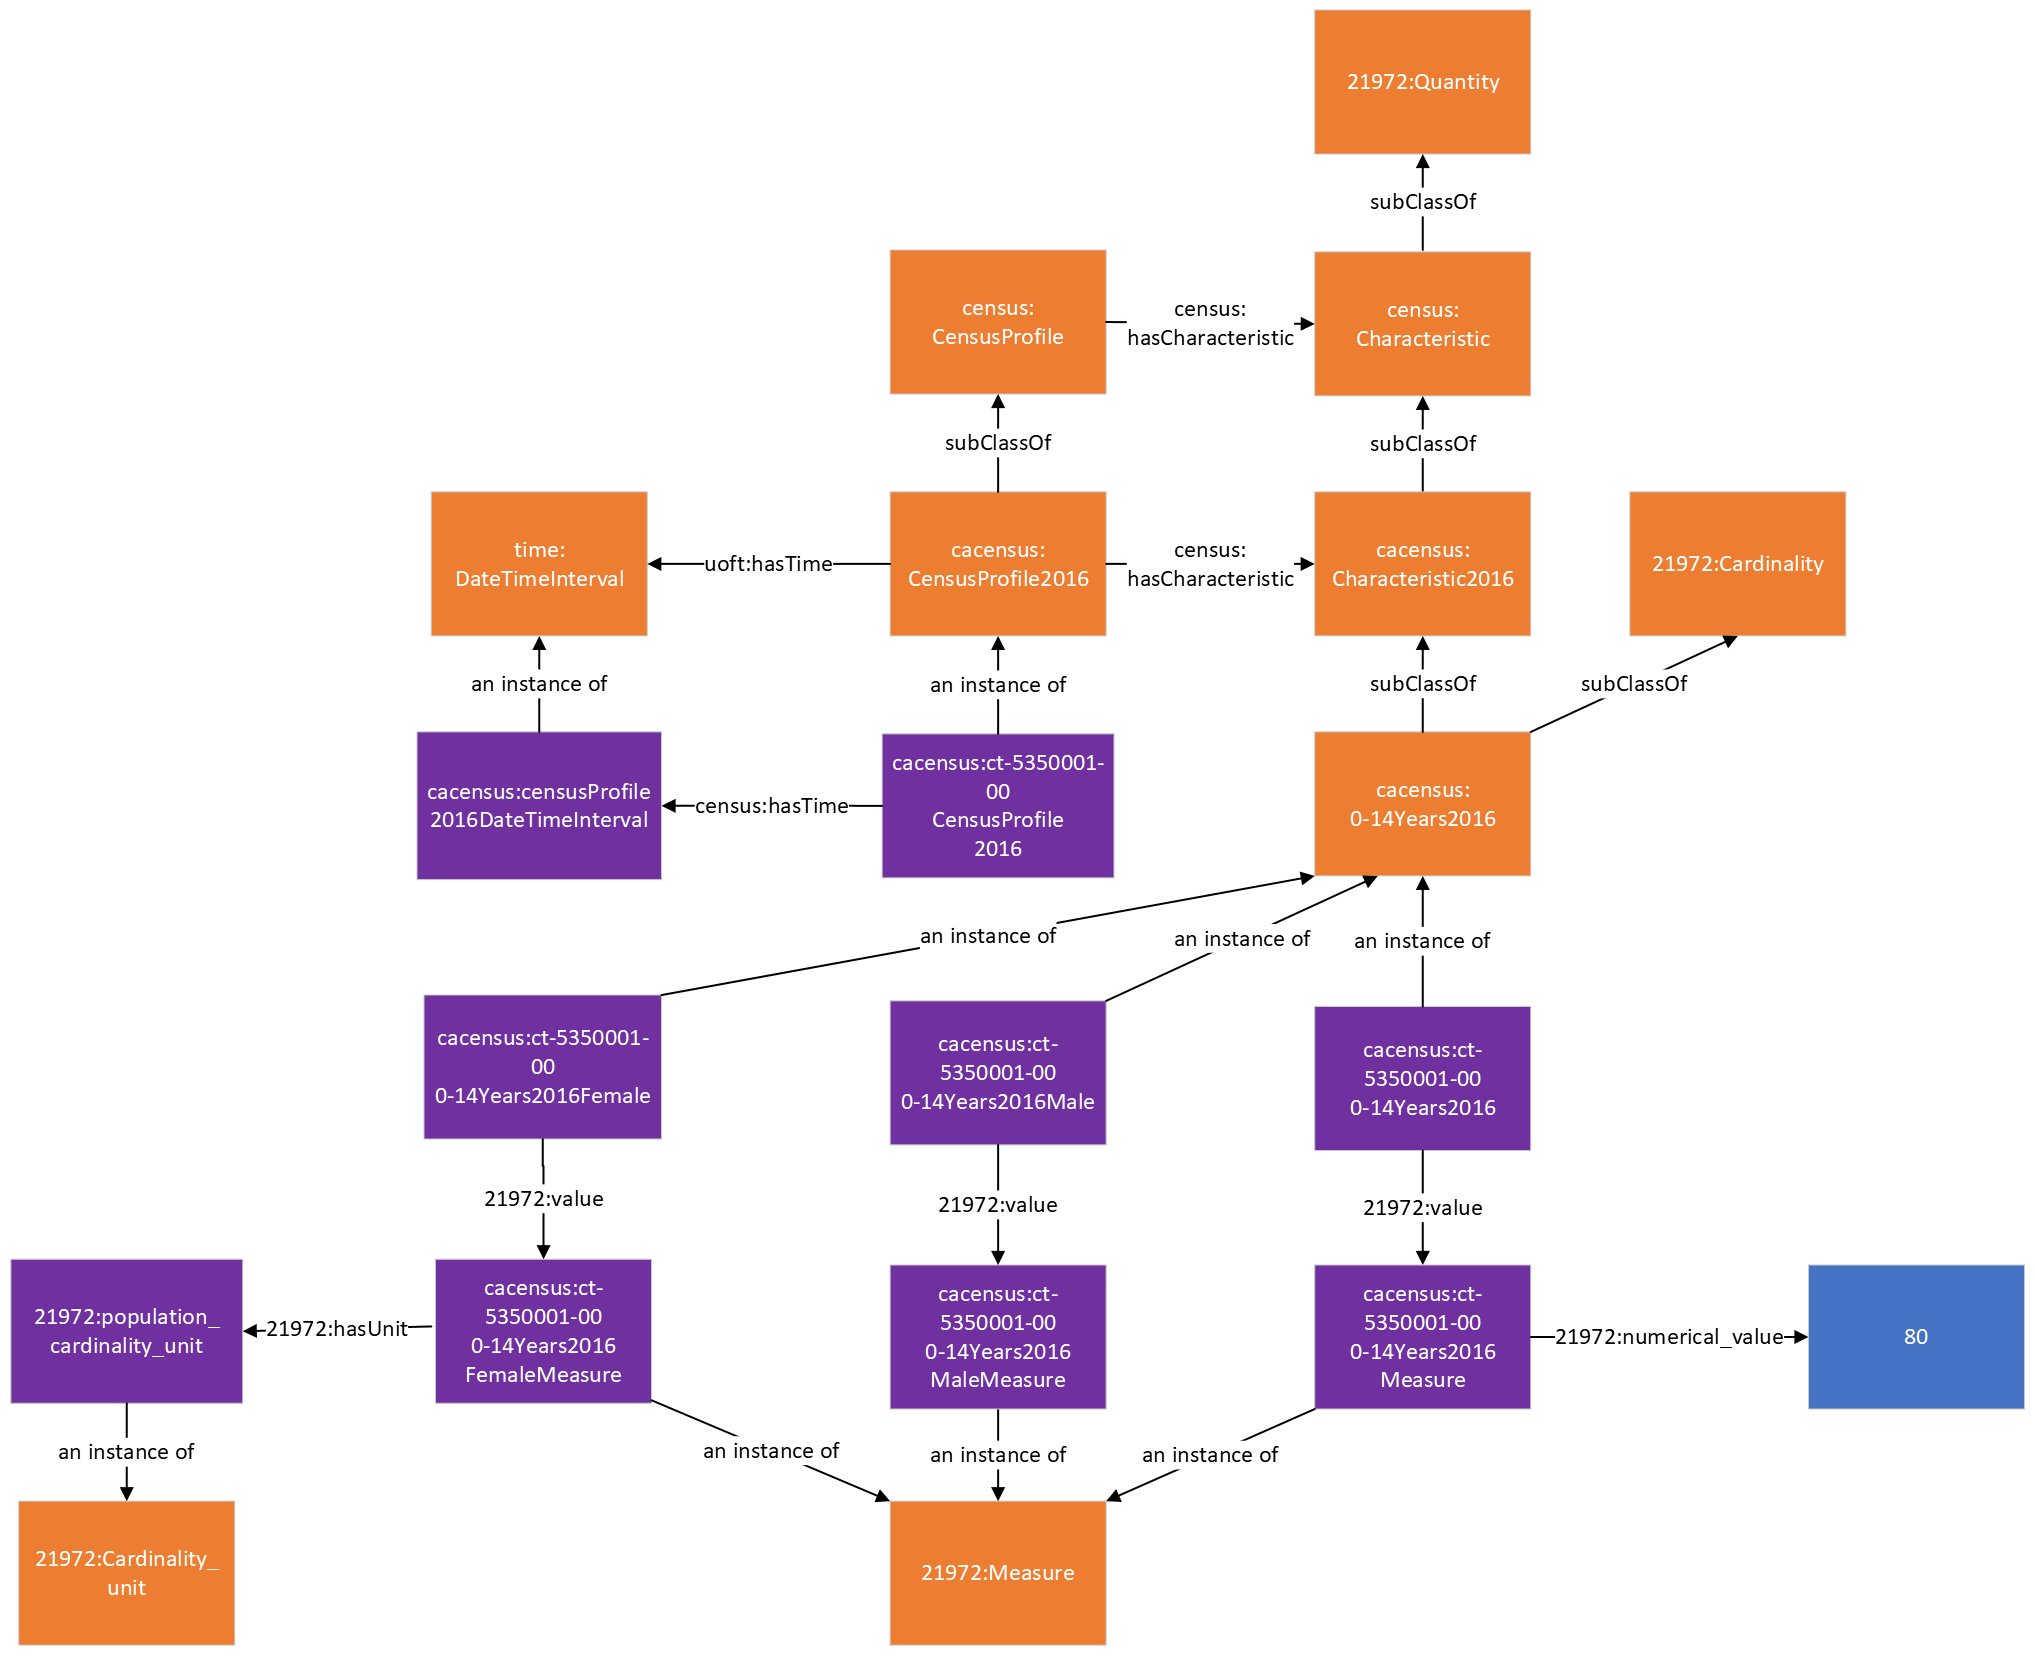 21972:Quantity
subClassOf
census:
CensusProfile
census:
hasCharacteristic
census:
Characteristic
subClassOf
subClassOf
time:
DateTimeInterval
uoft:hasTime
cacensus:
CensusProfile2016
census:
hasCharacteristic
cacensus:
Characteristic2016
21972:Cardinality
an instance of
an instance of
subClassOf
subClassOf
cacensus:censusProfile
2016DateTimeInterval
census:hasTime
cacensus:ct-5350001-
00
CensusProfile
2016
cacensus:
0-14Years2016
an instance of
an instance of
an instance of
cacensus:ct-5350001-
00
0-14Years2016Female
cacensus:ct-
5350001-00
0-14Years2016Male
cacensus:ct-
5350001-00
0-14Years2016
21972:value
21972:value
21972:value
21972:population_
cardinality_unit
21972:hasUnit
cacensus:ct-
5350001-00
0-14Years2016
FemaleMeasure
cacensus:ct-
5350001-00
0-14Years2016
MaleMeasure
cacensus:ct-
5350001-00
0-14Years2016
Measure
21972:numerical_value
80
an instance of
an instance of
an instance of
an instance of
21972:Cardinality_
unit
21972:Measure